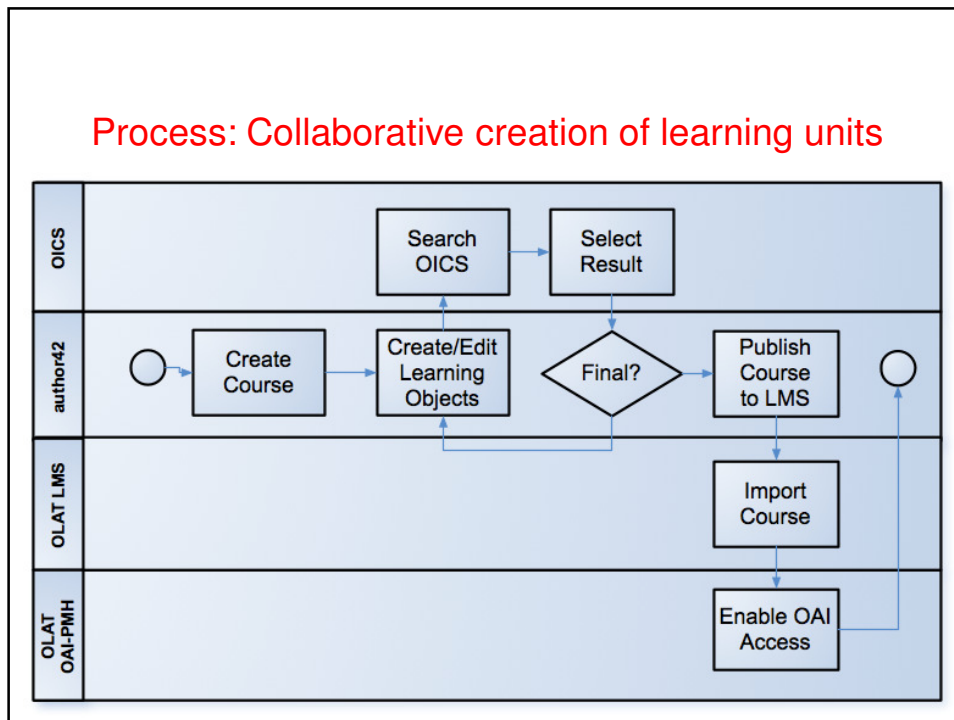 Process: Collaborative creation of learning units
OICS
Search
OICS
Select
Result
author42
Create
Course
Create/Edit
Learning
Objects
Final?
Publish
Course
to LMS
OLAT LMS
Import
Course
OLAT
OAI-PMH
Enable OAI
Access